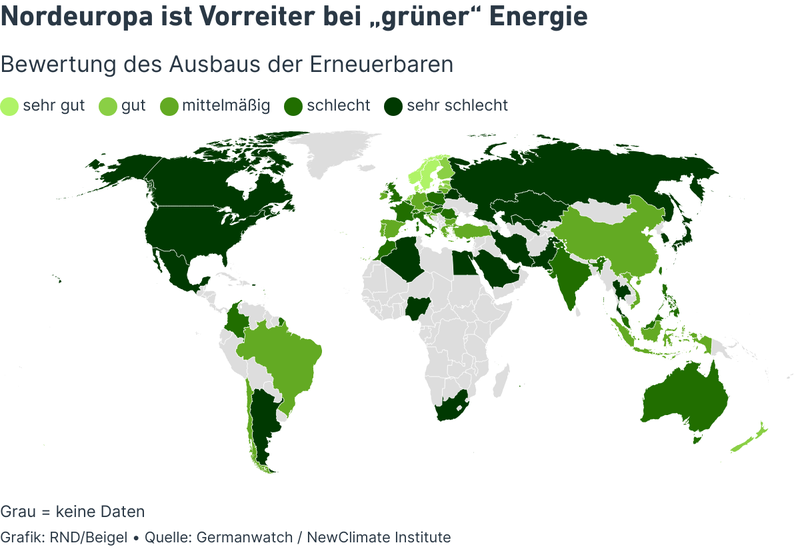 Nordeuropa ist Vorreiter bei „grüner“ Energie
Bewertung des Ausbaus der Erneuerbaren
sehr gut gut mittelmäßig schlecht sehr schlecht
Grau = keine Daten
Grafik: RND/Beigel • Quelle: Germanwatch / NewClimate Institute